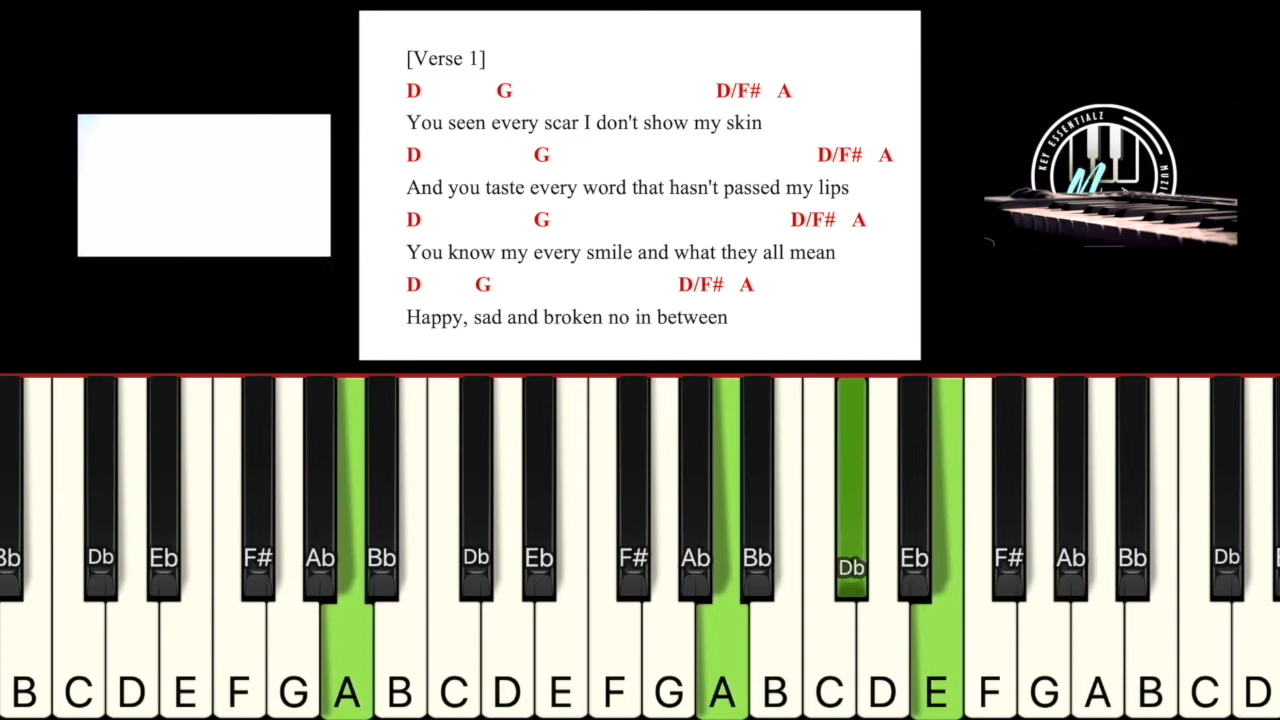 [Verse 1]
D G D/F# A
You seen every scar I don't show my skin
D G D/F# A
And you taste every word that hasn't passed my lips
D G D/F# A
You know my every smile and what they all mean
D G D/F# A
Happy, sad and broken no in between
KEY ESSENTIALZ
Bb Db Eb F# Ab Bb Db Eb F# Ab Bb Db Eb F# Ab Bb Db
B C D E F G A B C D E F G A B C D E F G A B C D